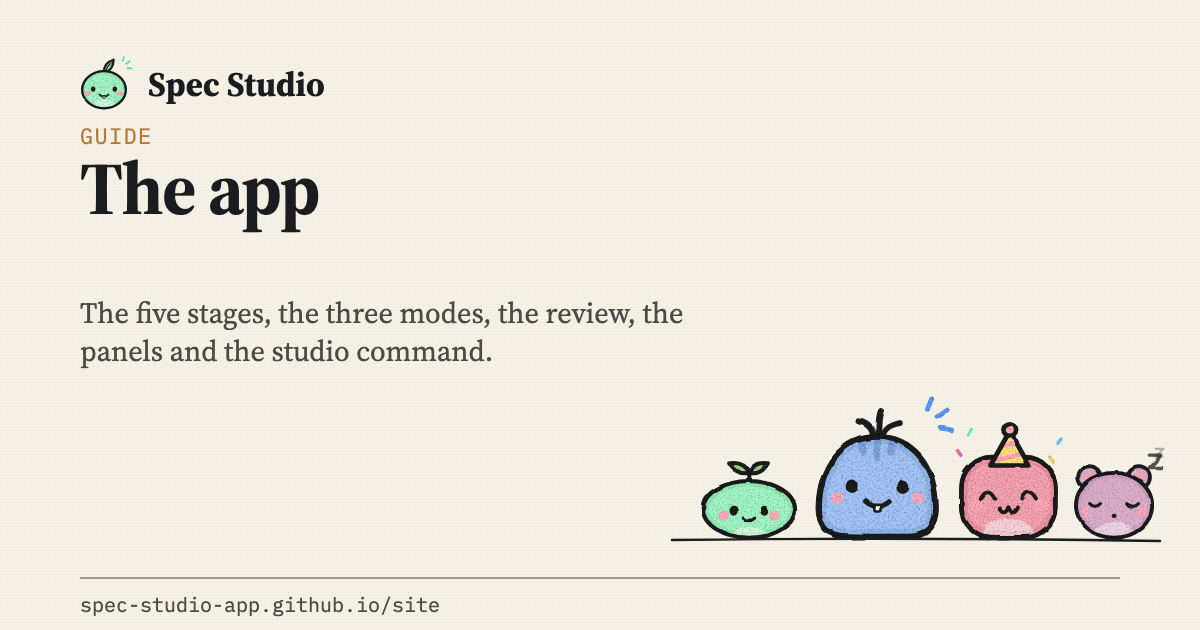 Spec Studio
GUIDE
The app
The five stages, the three modes, the review, the
panels and the studio command.
z
z
spec-studio-app.github.io/site